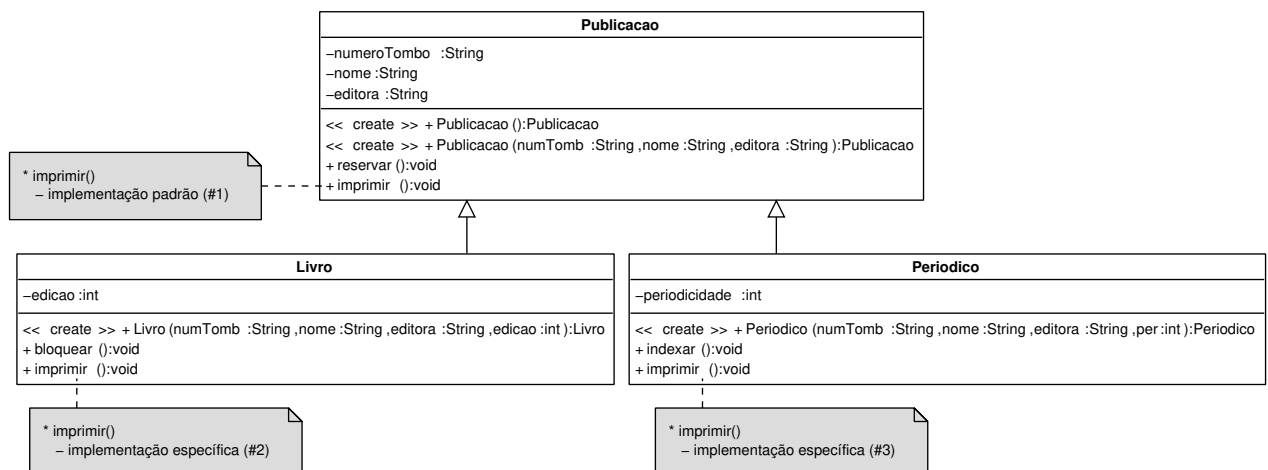 Publicacao
−numeroTombo :String
−nome :String
−editora :String
<< create >> + Publicacao ():Publicacao
<< create >> + Publicacao (numTomb :String ,nome :String ,editora :String ):Publicacao
+ reservar ():void
+ imprimir ():void
* imprimir()
− implementação padrão (#1)
Livro
−edicao :int
<< create >> + Livro (numTomb :String ,nome :String ,editora :String ,edicao :int ):Livro
+ bloquear ():void
+ imprimir ():void
* imprimir()
− implementação específica (#2)
Periodico
−periodicidade :int
<< create >> + Periodico (numTomb :String ,nome :String ,editora :String ,per :int ):Periodico
+ indexar ():void
+ imprimir ():void
* imprimir()
− implementação específica (#3)